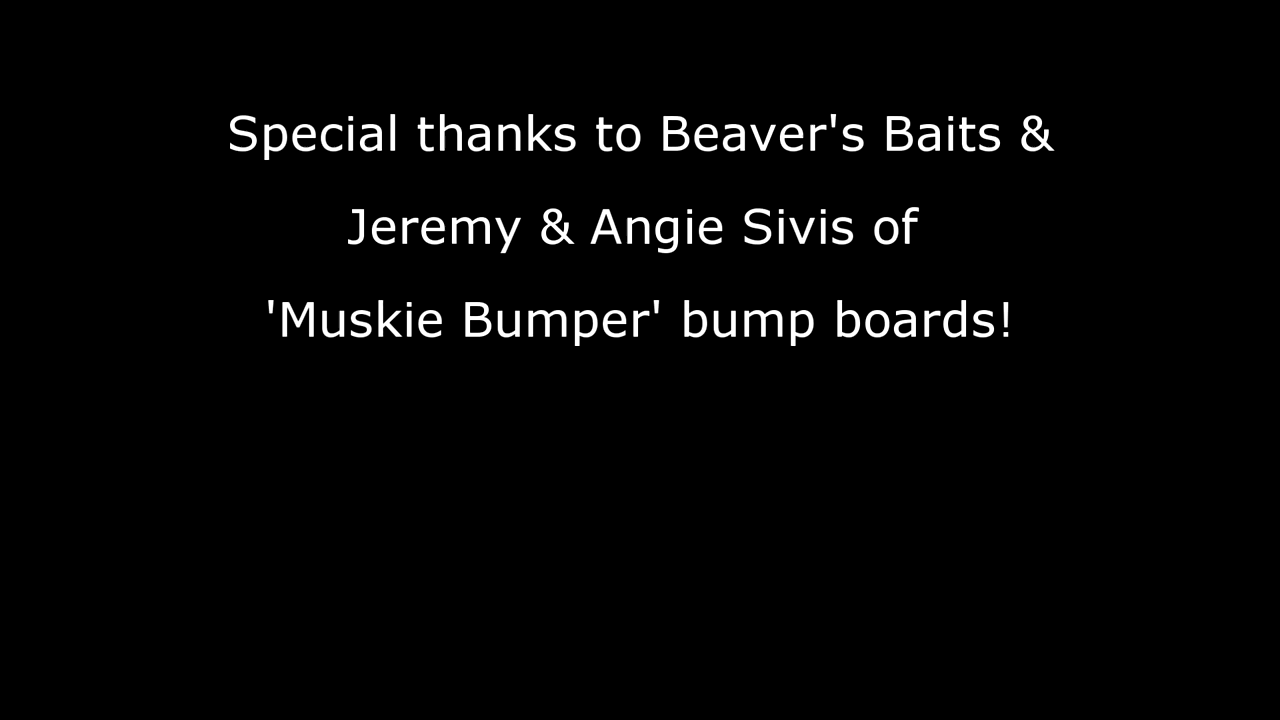 Special thanks to Beaver's Baits &
Jeremy & Angie Sivis of
'Muskie Bumper' bump boards!